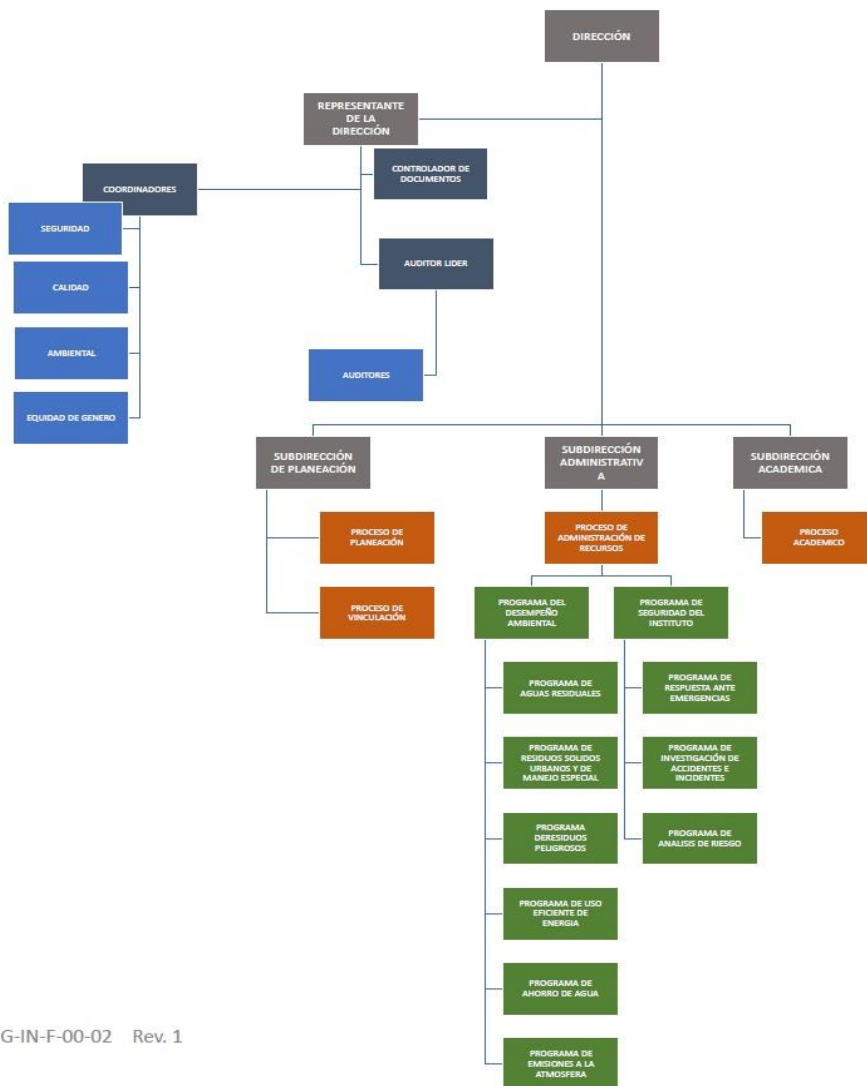 DIRECCIÓN
REPRESENTANTE
DE LA
DIRECCIÓN
CONTROLADOR DE
DOCUMENTOS
COORDINADORES
SEGURIDAD
CALIDAD
AMBIENTAL
EQUIDAD DE GENERO
AUDITOR LIDER
AUDITORES
SUBDIRECCIÓN
DE PLANEACIÓN
SUBDIRECCIÓN
ADMINISTRATIV
A
SUBDIRECCIÓN
ACADEMICA
PROCESO DE
PLANEACIÓN
PROCESO DE
VINCULACIÓN
PROCESO DE
ADMINISTRACIÓN DE
RECURSOS
PROCESO
ACADEMICO
PROGRAMA DEL
DESEMPEÑO
AMBIENTAL
PROGRAMA DE
SEGURIDAD DEL
INSTITUTO
PROGRAMA DE
AGUAS RESIDUALES
PROGRAMA DE
RESIDUOS SOLIDOS
URBANOS Y DE
MANEJO ESPECIAL
PROGRAMA
DERESIDUOS
PELIGROSOS
PROGRAMA DE USO
EFICIENTE DE
ENERGIA
PROGRAMA DE
AHORRO DE AGUA
PROGRAMA DE
EMISIONES A LA
ATMOSFERA
PROGRAMA DE
RESPUESTA ANTE
EMERGENCIAS
PROGRAMA DE
INVESTIGACIÓN DE
ACCIDENTES E
INCIDENTES
PROGRAMA DE
ANALISIS DE RIESGO
G-IN-F-00-02 Rev. 1